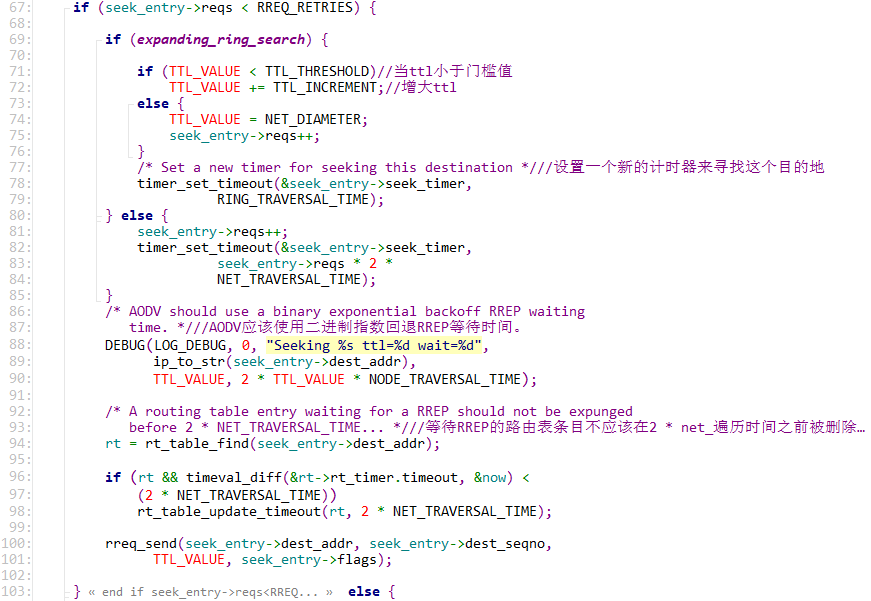 67: if (seek_entry->reqs < RREQ_RETRIES) {
68:
69: if (expanding_ring_search) {
70:
71: if (TTL_VALUE < TTL_THRESHOLD)//当ttl小于门槛值
72: TTL_VALUE += TTL_INCREMENT;//增大ttl
73: else {
74: TTL_VALUE = NET_DIAMETER;
75: seek_entry->reqs++;
76: }
77: /* Set a new timer for seeking this destination *///设置一个新的计时器来寻找这个目的地
78: timer_set_timeout(&seek_entry->seek_timer,
79: RING_TRAVERSAL_TIME);
80: } else {
81: seek_entry->reqs++;
82: timer_set_timeout(&seek_entry->seek_timer,
83: seek_entry->reqs * 2 *
84: NET_TRAVERSAL_TIME);
85: }
86: /* AODV should use a binary exponential backoff RREP waiting
87: time. *///AODV应该使用二进制指数回退RREP等待时间。
88: DEBUG(LOG_DEBUG, 0, "Seeking %s ttl=%d wait=%d",
89: ip_to_str(seek_entry->dest_addr),
90: TTL_VALUE, 2 * TTL_VALUE * NODE_TRAVERSAL_TIME);
91:
92: /* A routing table entry waiting for a RREP should not be expunged
93: before 2 * NET_TRAVERSAL_TIME... *///等待RREP的路由表条目不应该在2 * net_遍历时间之前被删除…
94: rt = rt_table_find(seek_entry->dest_addr);
95:
96: if (rt && timeval_diff(&rt->rt_timer.timeout, &now) <
97: (2 * NET_TRAVERSAL_TIME))
98: rt_table_update_timeout(rt, 2 * NET_TRAVERSAL_TIME);
99:
100: rreq_send(seek_entry->dest_addr, seek_entry->dest_seqno,
101: TTL_VALUE, seek_entry->flags);
102:
103: } « end if seek_entry->reqs<RREQ... » else {